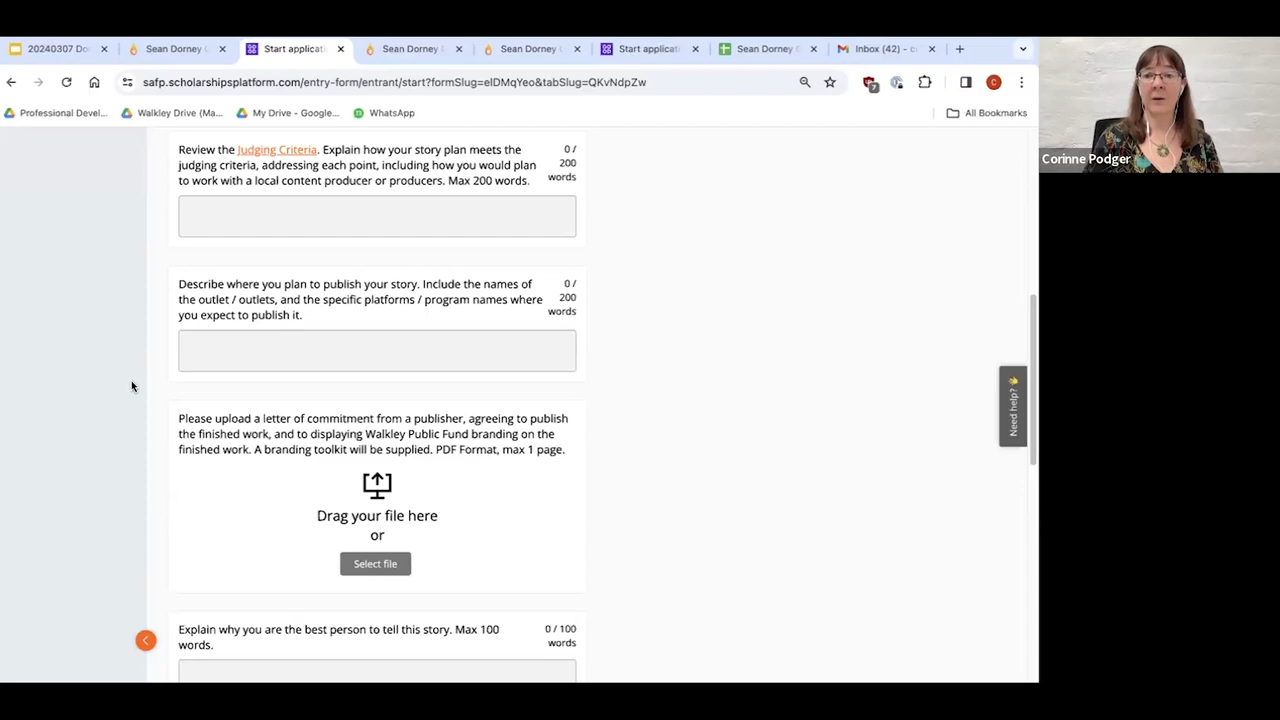 20240307 Do
Sean Dorney
Start applicati
Sean Dorney
Sean Dorney
Start applicati
Sean Dorney
Inbox (42) - c
safp.scholarshipsplatform.com/entry-form/entrant/start?formSlug=elDMqYeo&tabSlug=QKvNdpZw
7
C
Professional Devel...
Walkley Drive (Ma...
My Drive - Google...
WhatsApp
All Bookmarks
Corinne Podger
Review the Judging Criteria. Explain how your story plan meets the
judging criteria, addressing each point, including how you would plan
to work with a local content producer or producers. Max 200 words.
0 /
200
words
Describe where you plan to publish your story. Include the names of
the outlet / outlets, and the specific platforms / program names where
you expect to publish it.
0 /
200
words
Please upload a letter of commitment from a publisher, agreeing to publish
the finished work, and to displaying Walkley Public Fund branding on the
finished work. A branding toolkit will be supplied. PDF Format, max 1 page.
Drag your file here
or
Select file
Need help?
Explain why you are the best person to tell this story. Max 100
words.
0 / 100
words